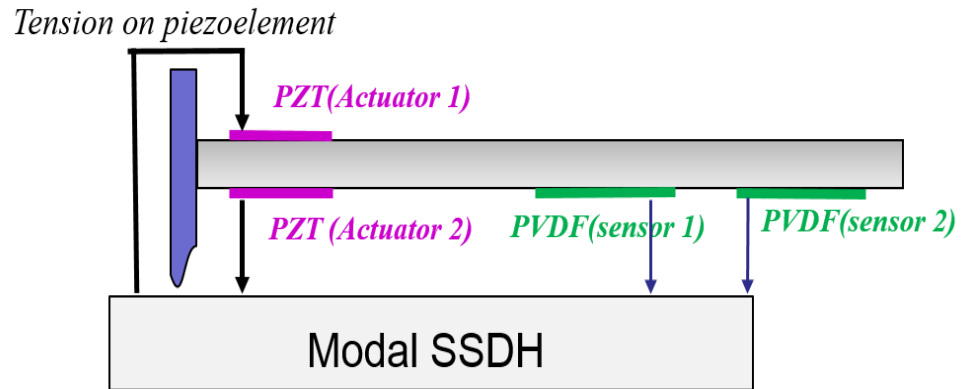 Tension on piezoelement
PZT(Actuator 1)
PZT (Actuator 2)
PVDF(sensor 1)
PVDF(sensor 2)
Modal SSDH